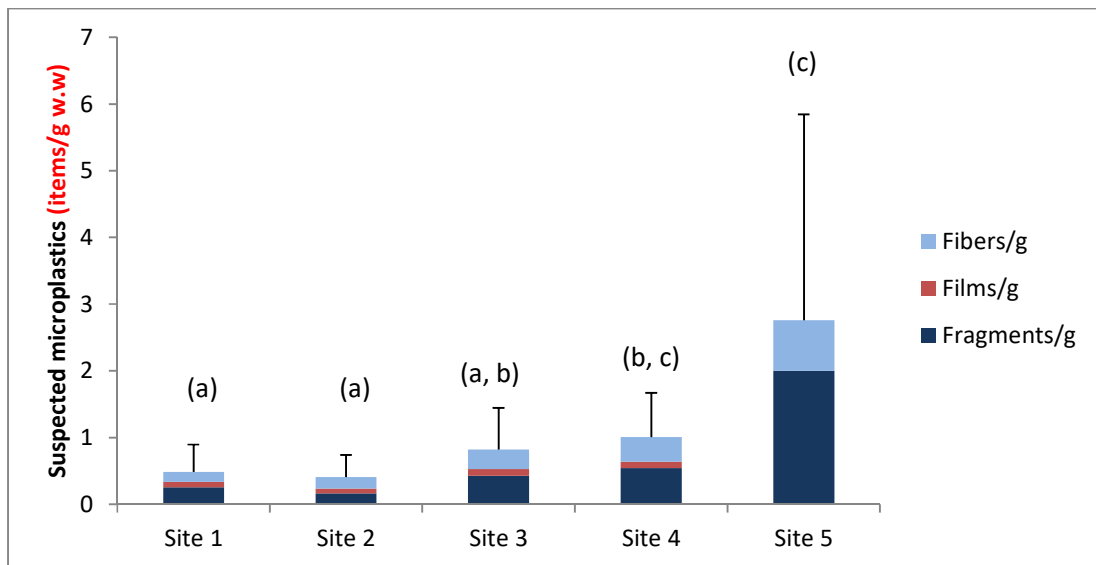 Suspected microplastics (items/g w.w)
7
6
5
4
3
2
1
0
(a)
(a)
(a, b)
(b, c)
(c)
Site 1
Site 2
Site 3
Site 4
Site 5
Fibers/g
Films/g
Fragments/g